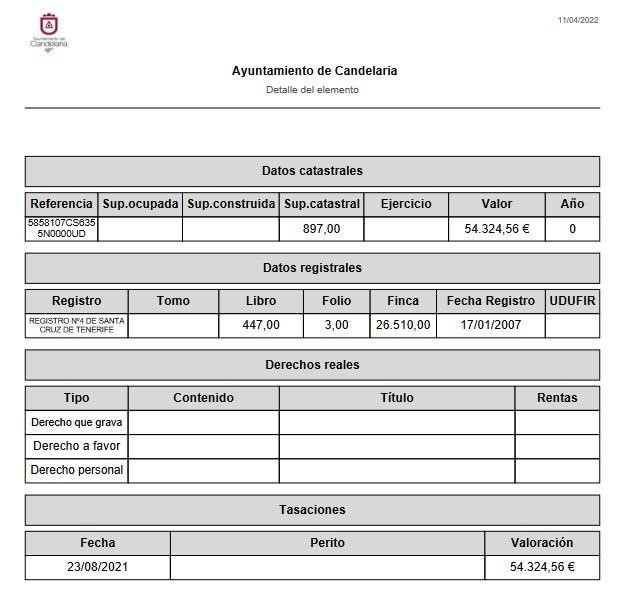 11/04/2022
Ayuntamiento de
Candelaria
Ayuntamiento de Candelaria
Detalle del elemento
Datos catastrales
Referencia Sup.ocupada Sup.construida Sup.catastral Ejercicio Valor Año
5858107CS635
5N0000UD
897,00 54.324,56 € 0
Datos registrales
Registro Tomo Libro Folio Finca Fecha Registro UDUFIR
REGISTRO Nº4 DE SANTA
CRUZ DE TENERIFE
447,00 3,00 26.510,00 17/01/2007
Derechos reales
Tipo Contenido Título Rentas
Derecho que grava
Derecho a favor
Derecho personal
Tasaciones
Fecha Perito Valoración
23/08/2021 54.324,56 €